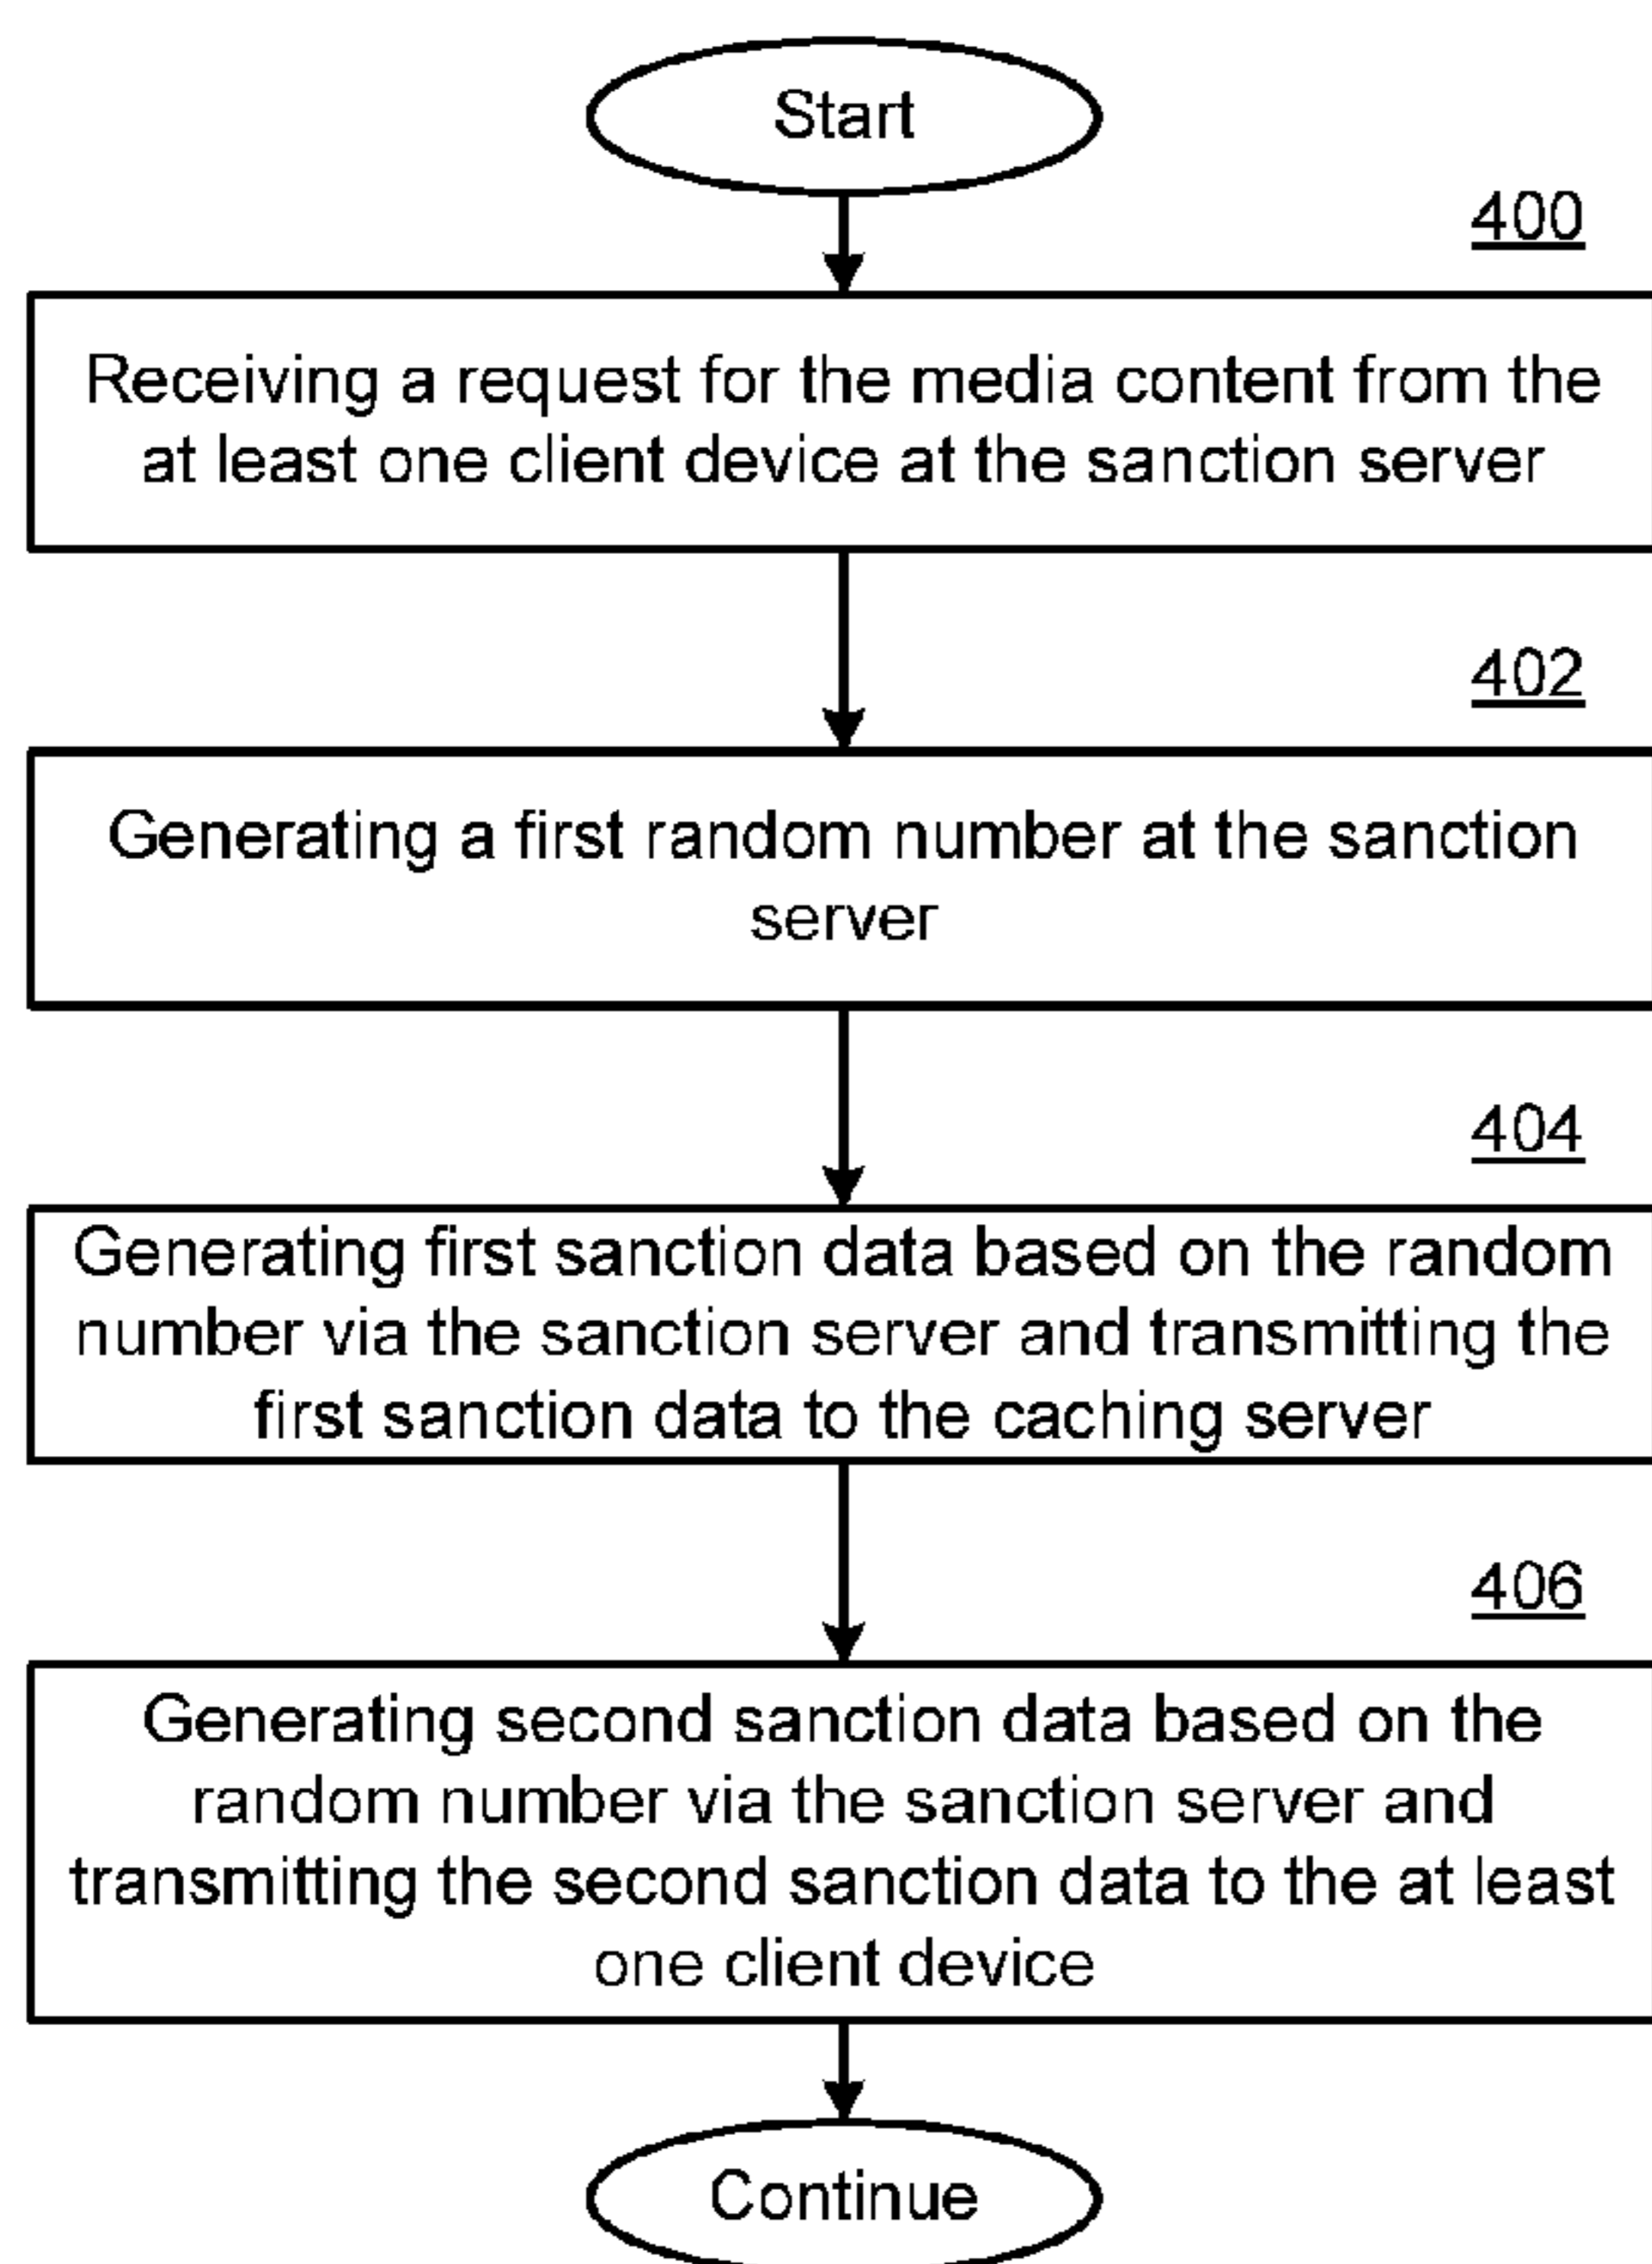 Start
400
Receiving a request for the media content from the
at least one client device at the sanction server
402
Generating a first random number at the sanction
server
404
Generating first sanction data based on the random
number via the sanction server and transmitting the
first sanction data to the caching server
406
Generating second sanction data based on the
random number via the sanction server and
transmitting the second sanction data to the at least
one client device
Continue